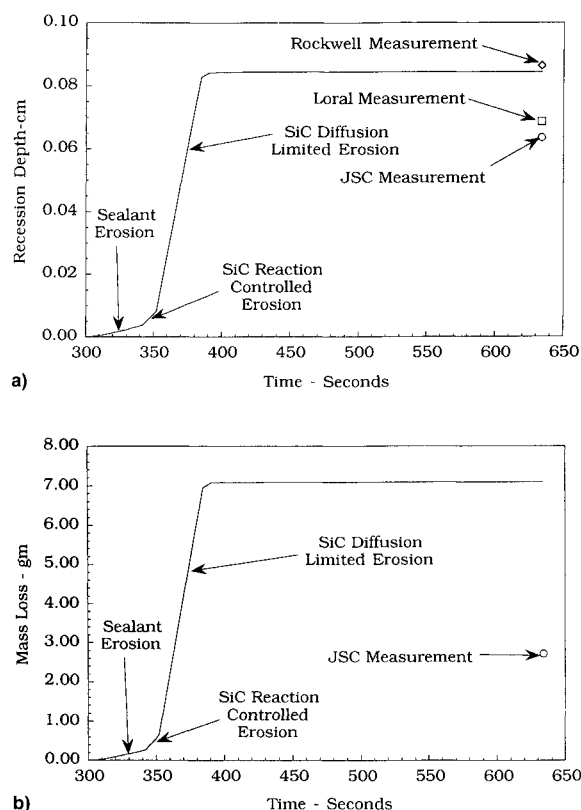 0.10
0.08
0.06
0.04
0.02
0.00
Recession Depth-cm
Rockwell Measurement
Loral Measurement
SiC Diffusion
Limited Erosion
JSC Measurement
Sealant
Erosion
SiC Reaction
Controlled
Erosion
300 350 400 450 500 550 600 650
a)
Time - Seconds
8.00
7.00
6.00
5.00
4.00
3.00
2.00
1.00
0.00
Mass Loss - gm
SiC Diffusion
Limited Erosion
Sealant
Erosion
JSC Measurement
SiC Reaction
Controlled
Erosion
300 350 400 450 500 550 600 650
b)
Time - Seconds